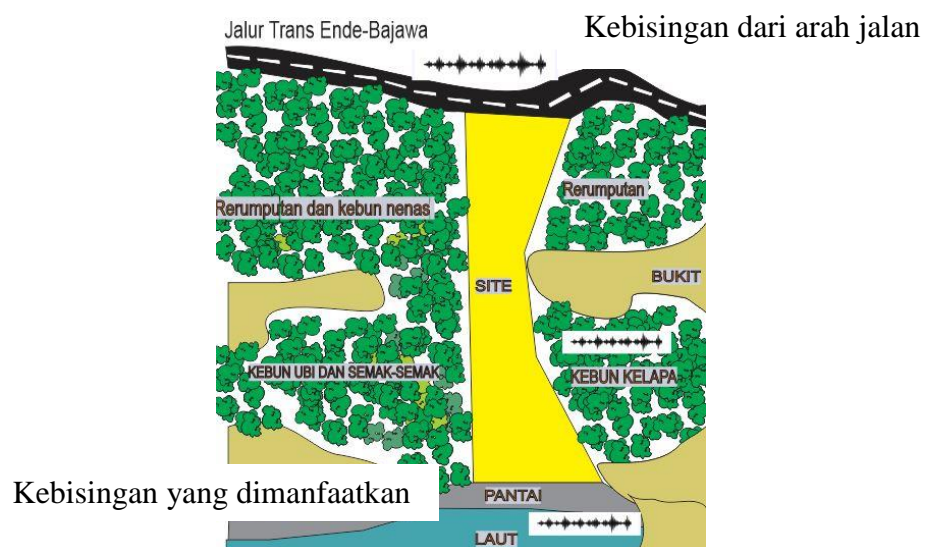 Jalur Trans Ende-Bajawa
Kebisingan dari arah jalan
Rerumputan
Rerumputan dan kebun nenas
BUKIT
SITE
KEBUN UBI DAN SEMAK-SEMAK
KEBUN KELAPA
Kebisingan yang dimanfaatkan
PANTAI
LAUT